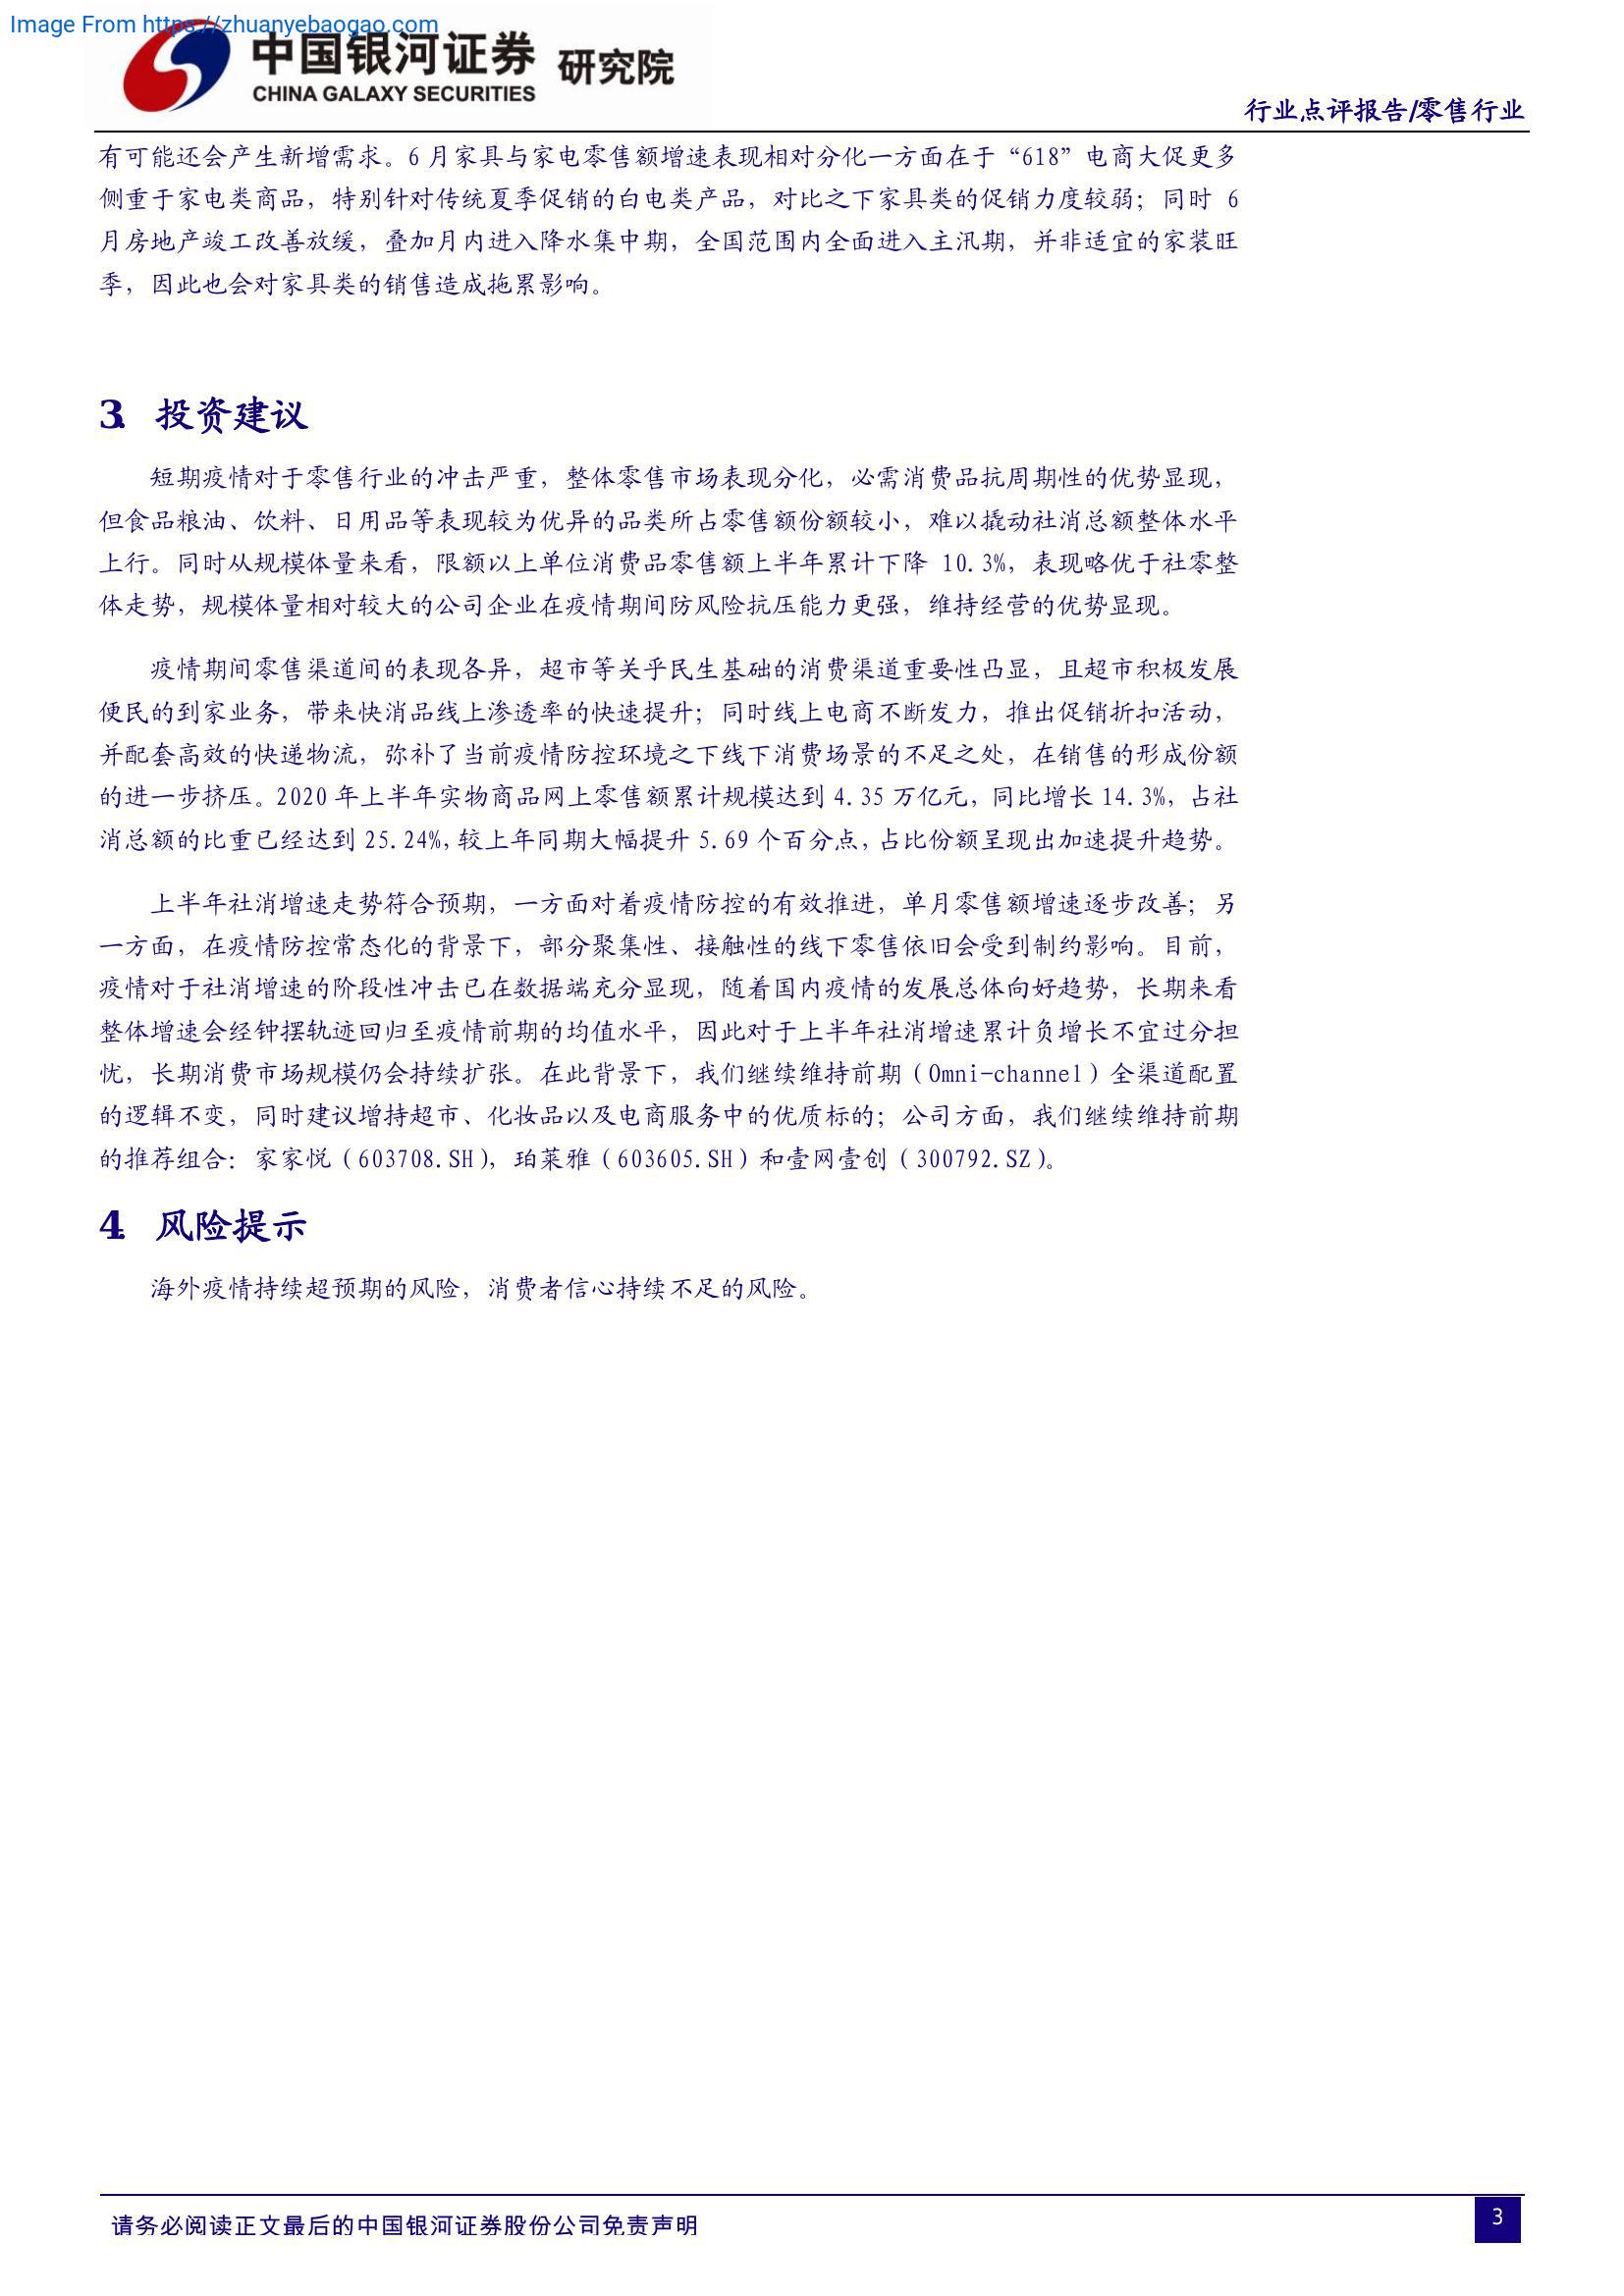 Image From https://zhuanyebaogao.com
中国银河证券 研究院
CHINA GALAXY SECURITIES
行业点评报告/零售行业
有可能还会产生新增需求。6 月家具与家电零售额增速表现相对分化一方面在于“618”电商大促更多
侧重于家电类商品，特别针对传统夏季促销的白电类产品，对比之下家具类的促销力度较弱；同时 6
月房地产竣工改善放缓，叠加月内进入降水集中期，全国范围内全面进入主汛期，并非适宜的家装旺
季，因此也会对家具类的销售造成拖累影响。
3. 投资建议
短期疫情对于零售行业的冲击严重，整体零售市场表现分化，必需消费品抗周期性的优势显现，
但食品粮油、饮料、日用品等表现较为优异的品类所占零售额份额较小，难以撬动社消总额整体水平
上行。同时从规模体量来看，限额以上单位消费品零售额上半年累计下降 10.3%，表现略优于社零整
体走势，规模体量相对较大的公司企业在疫情期间防风险抗压能力更强，维持经营的优势显现。
疫情期间零售渠道间的表现各异，超市等关乎民生基础的消费渠道重要性凸显，且超市积极发展
便民的到家业务，带来快消品线上渗透率的快速提升；同时线上电商不断发力，推出促销折扣活动，
并配套高效的快递物流，弥补了当前疫情防控环境之下线下消费场景的不足之处，在销售的形成份额
的进一步挤压。2020 年上半年实物商品网上零售额累计规模达到 4.35 万亿元，同比增长 14.3%，占社
消总额的比重已经达到 25.24%，较上年同期大幅提升 5.69 个百分点，占比份额呈现出加速提升趋势。
上半年社消增速走势符合预期，一方面对着疫情防控的有效推进，单月零售额增速逐步改善；另
一方面，在疫情防控常态化的背景下，部分聚集性、接触性的线下零售依旧会受到制约影响。目前，
疫情对于社消增速的阶段性冲击已在数据端充分显现，随着国内疫情的发展总体向好趋势，长期来看
整体增速会经钟摆轨迹回归至疫情前期的均值水平，因此对于上半年社消增速累计负增长不宜过分担
忧，长期消费市场规模仍会持续扩张。在此背景下，我们继续维持前期（Omni-channel）全渠道配置
的逻辑不变，同时建议增持超市、化妆品以及电商服务中的优质标的；公司方面，我们继续维持前期
的推荐组合：家家悦（603708.SH），珀莱雅（603605.SH）和壹网壹创（300792.SZ）。
4. 风险提示
海外疫情持续超预期的风险，消费者信心持续不足的风险。
请务必阅读正文最后的中国银河证券股份公司免责声明
3